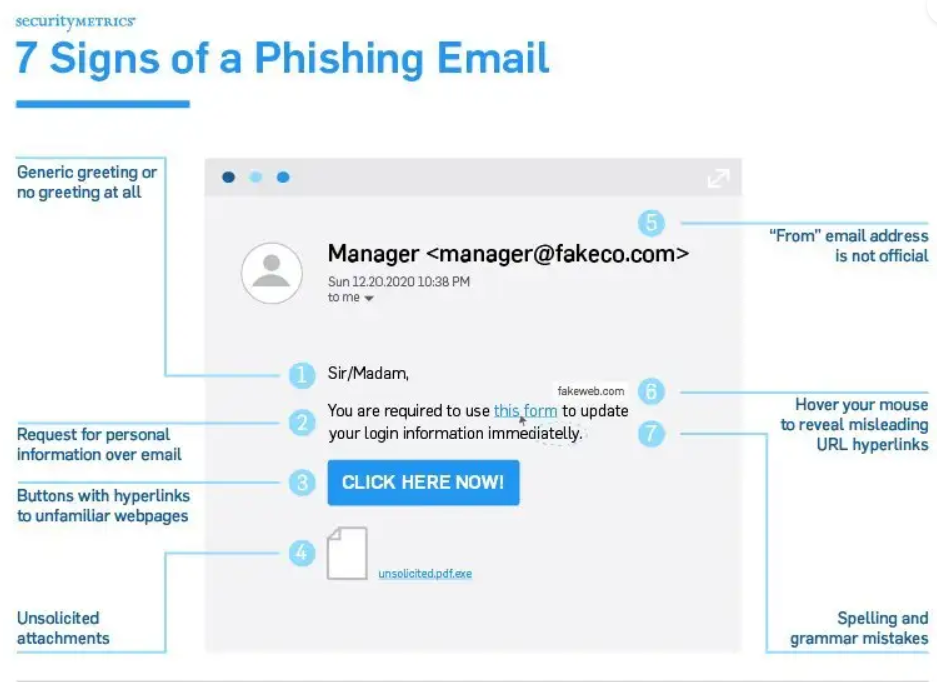 securityMETRICS
7 Signs of a Phishing Email
Generic greeting or
no greeting at all
5
"From" email address
is not official
Manager <manager@fakeco.com>
Sun 12.20.2020 10:38 PM
to me
1
Sir/Madam,
fakeweb.com
6
Hover your mouse
to reveal misleading
URL hyperlinks
2
You are required to use this form to update
your login information immediatelly.
7
Request for personal
information over email
3
CLICK HERE NOW!
Buttons with hyperlinks
to unfamiliar webpages
4
unsolicited.pdf.exe
Unsolicited
attachments
Spelling and
grammar mistakes